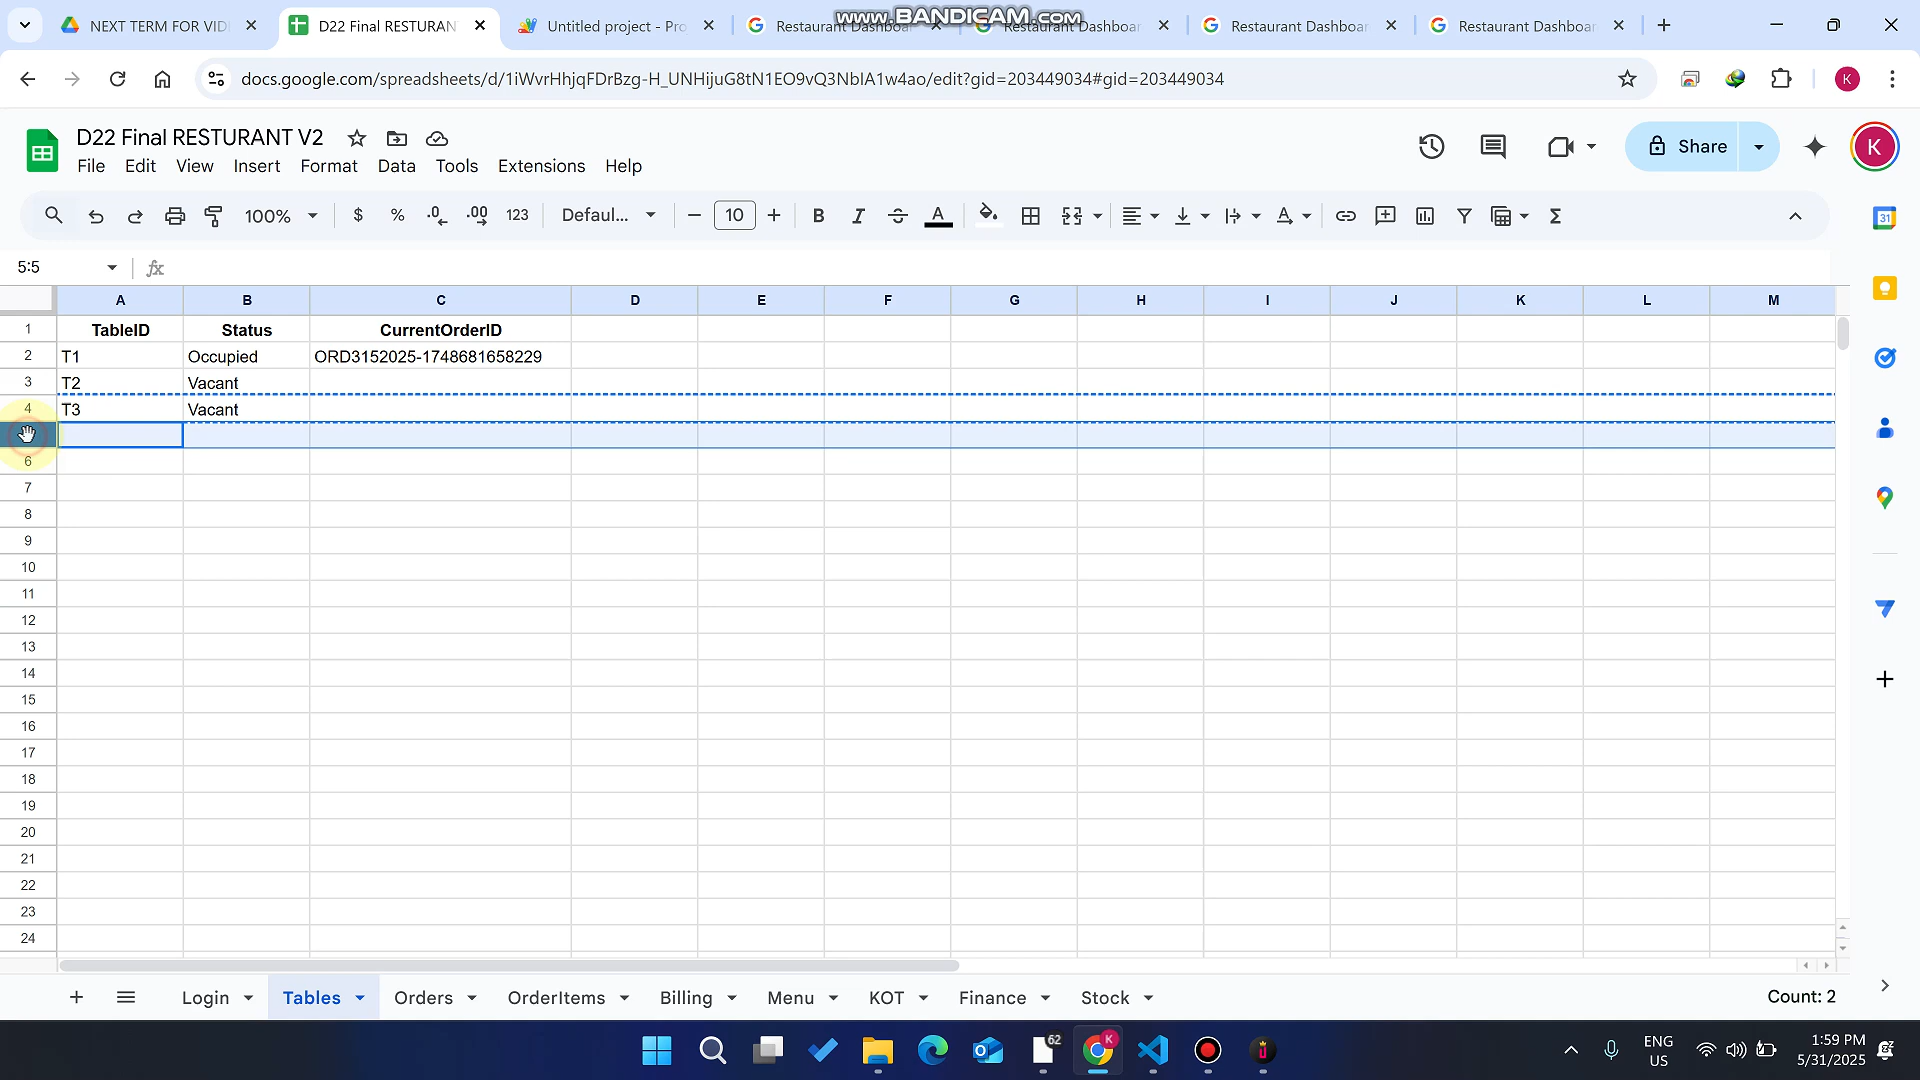 www.BANDICAM.com
NEXT TERM FOR VID
D22 Final RESTURAN
Untitled project - Pro
Restaurant Dashboar
Restaurant Dashboar
Restaurant Dashboar
Restaurant Dashboar
docs.google.com/spreadsheets/d/1iWvrHhjqFDrBzg-H_UNHijuG8tN1EO9vQ3NbIA1w4ao/edit?gid=203449034#gid=203449034
K
D22 Final RESTURANT V2
File Edit View Insert Format Data Tools Extensions Help
Share
K
100% $ % .0 .00 123 Defaul... 10 B I A
31
5:5
fx
A B C D E F G H I J K L M
1 TableID Status CurrentOrderID
2 T1 Occupied ORD3152025-1748681658229
3 T2 Vacant
4 T3 Vacant
6
7
8
9
10
11
12
13
14
15
16
17
18
19
20
21
22
23
24
Login Tables Orders OrderItems Billing Menu KOT Finance Stock
Count: 2
62
K
ENG
US
1:59 PM
5/31/2025